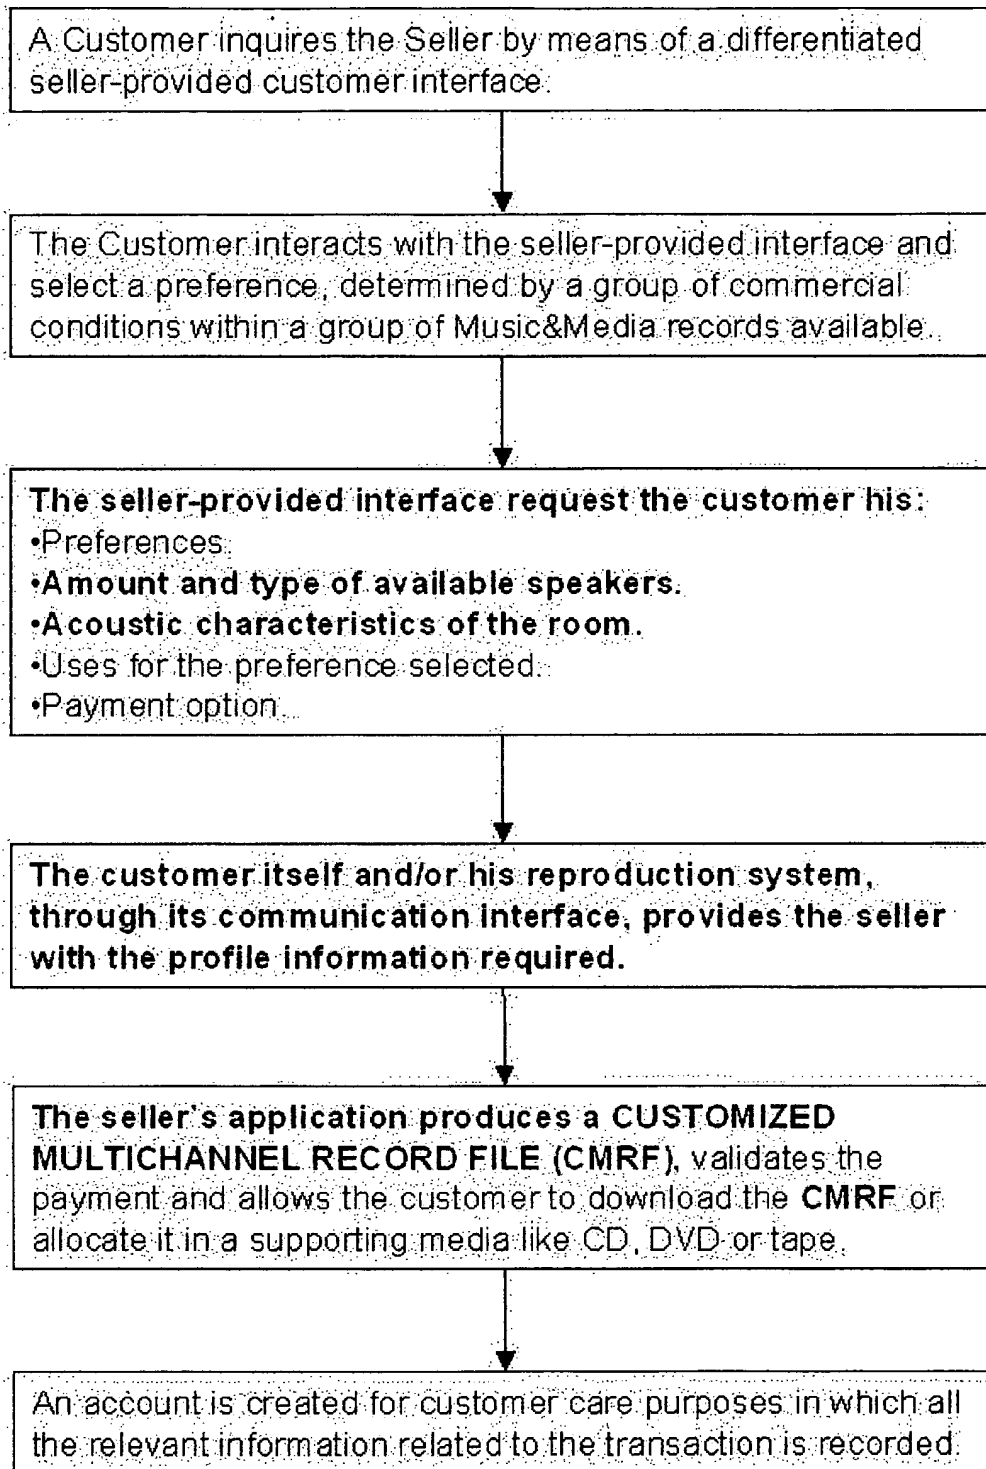 A Customer inquires the Seller by means of a differentiated
seller-provided customer interface.
The Customer interacts with the seller-provided interface and
select a preference, determined by a group of commercial
conditions within a group of Music&Media records available.
The seller-provided interface request the customer his:
•Preferences.
•Amount and type of available speakers.
•Acoustic characteristics of the room.
•Uses for the preference selected.
•Payment option.
The customer itself and/or his reproduction system,
through its communication interface, provides the seller
with the profile information required.
The seller's application produces a CUSTOMIZED
MULTICHANNEL RECORD FILE (CMRF), validates the
payment and allows the customer to download the CMRF or
allocate it in a supporting media like CD, DVD or tape.
An account is created for customer care purposes in which all
the relevant information related to the transaction is recorded.